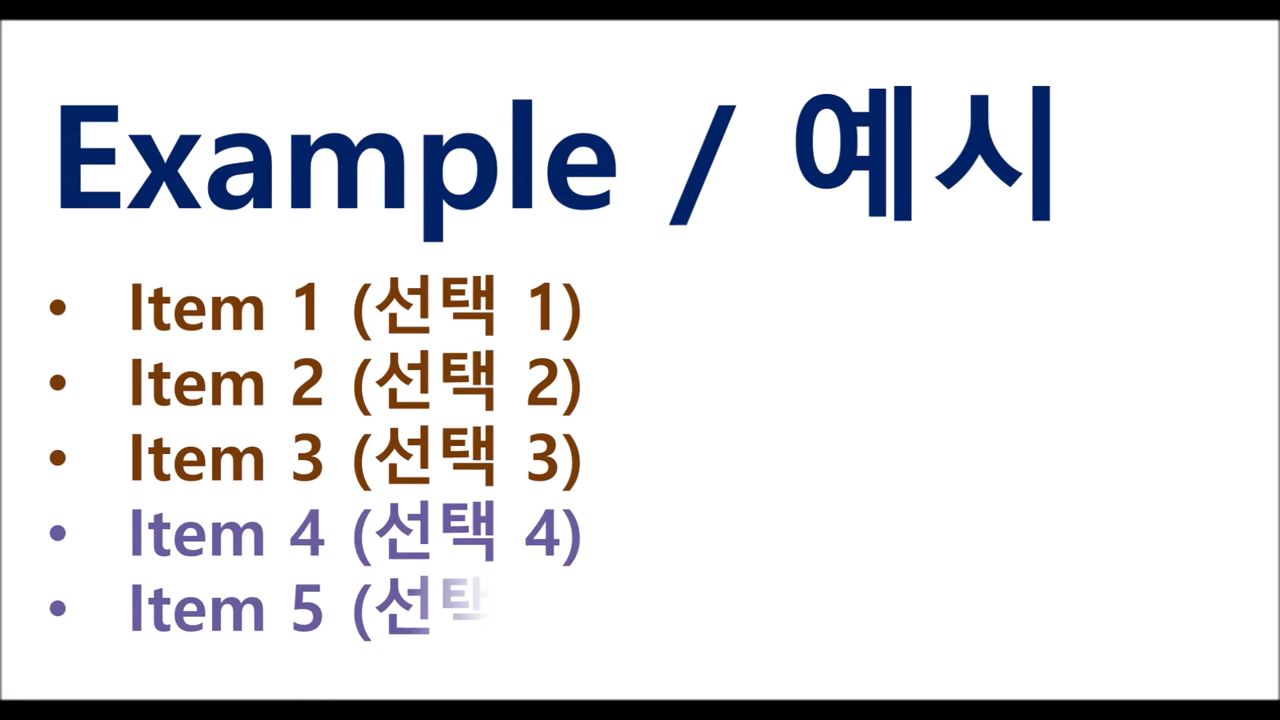 Example / 예시
• Item 1 (선택 1)
• Item 2 (선택 2)
• Item 3 (선택 3)
• Item 4 (선택 4)
• Item 5 (선택